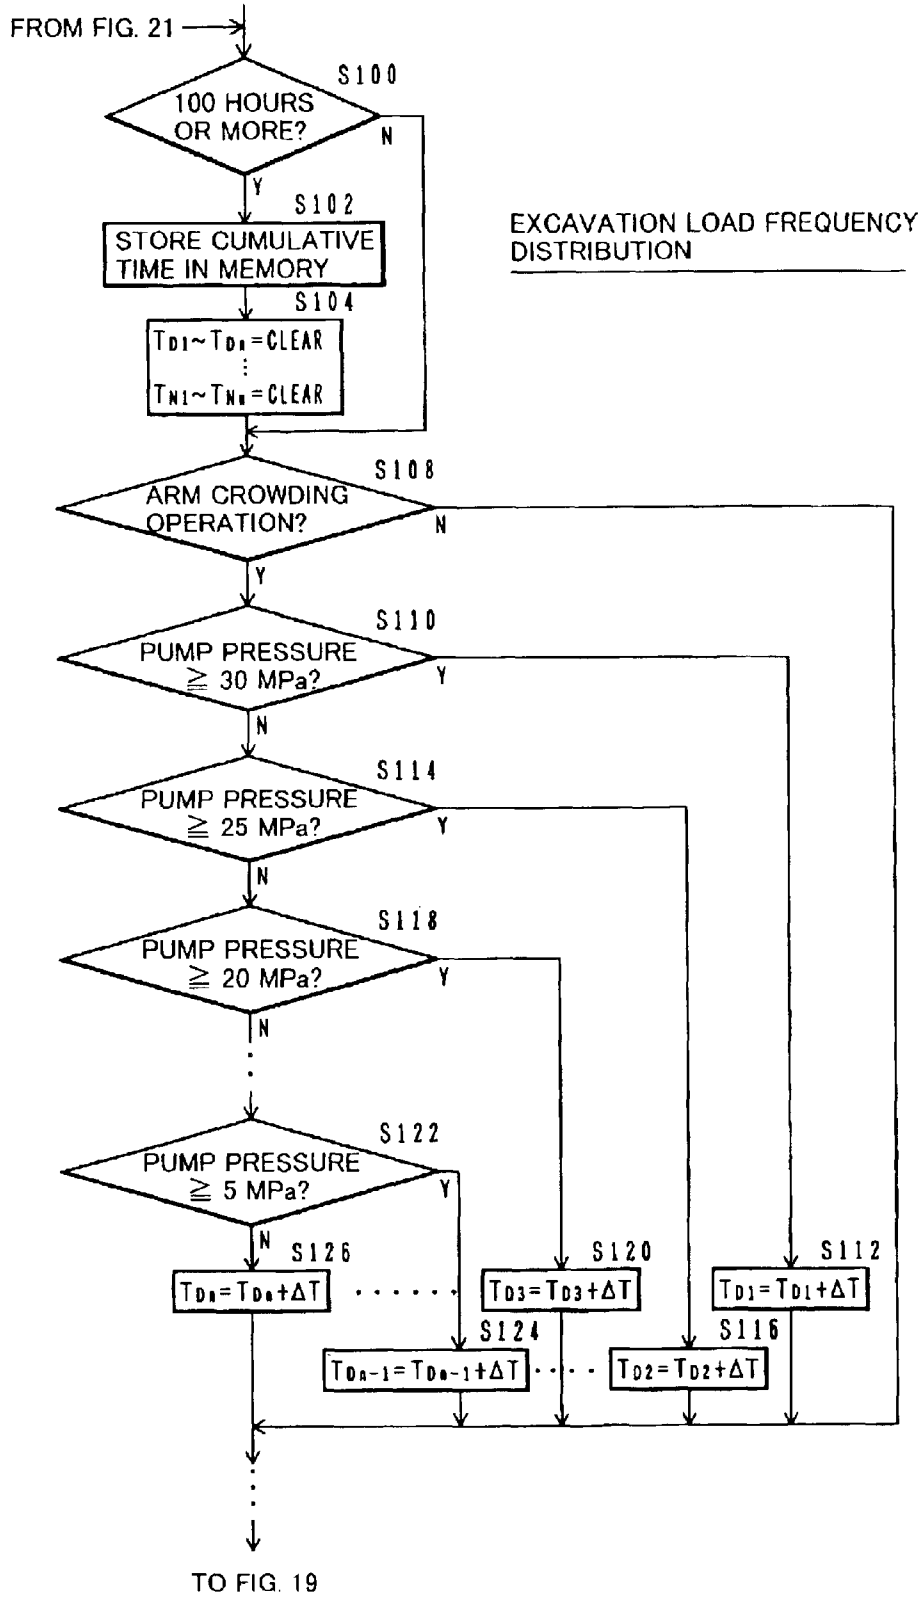 FROM FIG. 21
S100
100 HOURS
OR MORE?
N
Y
S102
STORE CUMULATIVE
TIME IN MEMORY
EXCAVATION LOAD FREQUENCY
DISTRIBUTION
S104
TD1~TDn=CLEAR
⋮
TN1~TNn=CLEAR
S108
ARM CROWDING
OPERATION?
N
Y
S110
PUMP PRESSURE
≧ 30 MPa?
Y
N
S114
PUMP PRESSURE
≧ 25 MPa?
Y
N
S118
PUMP PRESSURE
≧ 20 MPa?
Y
N
S122
PUMP PRESSURE
≧ 5 MPa?
Y
N
S126
TDn=TDn+ΔT
S120
TD3=TD3+ΔT
S112
TD1=TD1+ΔT
S124
TDn-1=TDn-1+ΔT
S116
TD2=TD2+ΔT
TO FIG. 19